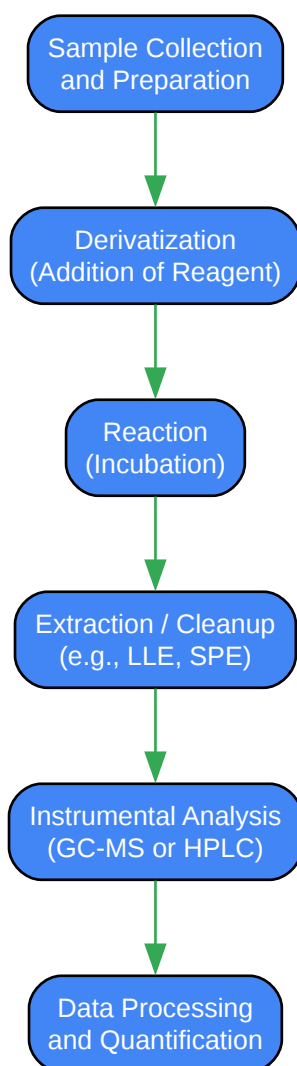 Sample Collection
and Preparation
Derivatization
(Addition of Reagent)
Reaction
(Incubation)
Extraction / Cleanup
(e.g., LLE, SPE)
Instrumental Analysis
(GC-MS or HPLC)
Data Processing
and Quantification